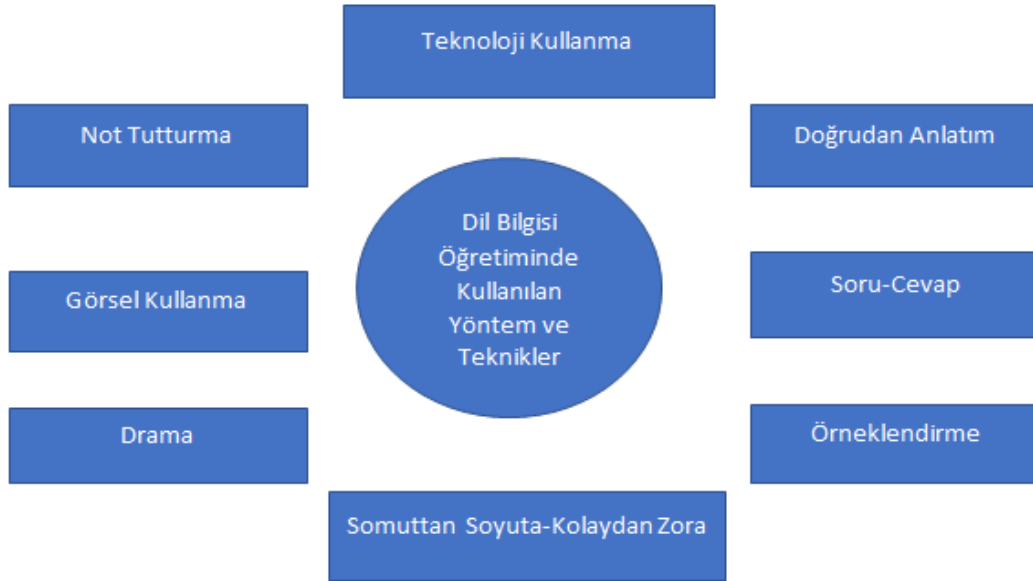 Teknoloji Kullanma
Not Tutturma
Doğrudan Anlatım
Dil Bilgisi
Öğretiminde
Kullanılan
Yöntem ve
Teknikler
Görsel Kullanma
Soru-Cevap
Drama
Örneklendirme
Somuttan Soyuta-Kolaydan Zora